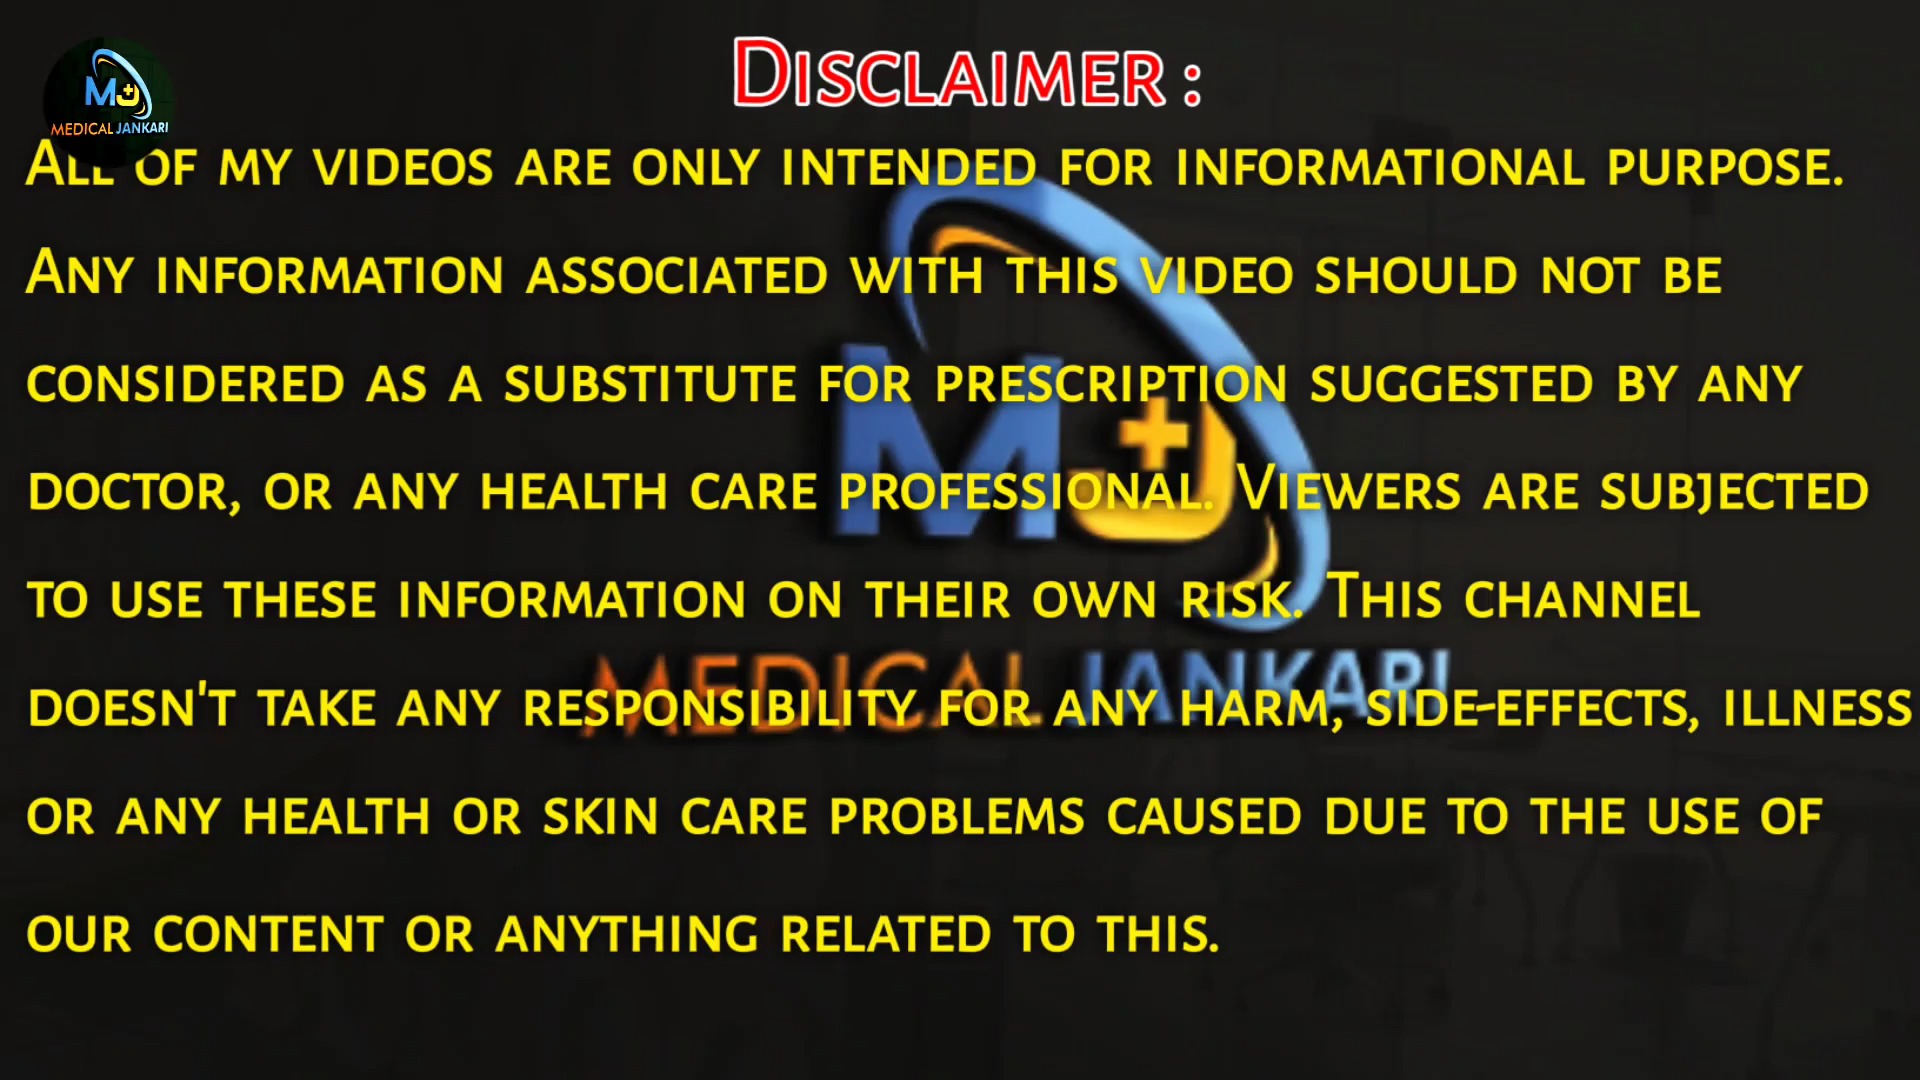 Disclaimer :
MJ
MEDICAL JANKARI
All of my videos are only intended for informational purpose.
Any information associated with this video should not be
considered as a substitute for prescription suggested by any
doctor, or any health care professional. Viewers are subjected
to use these information on their own risk. This channel
doesn't take any responsibility for any harm, side-effects, illness
or any health or skin care problems caused due to the use of
our content or anything related to this.
MJ
MEDICAL JANKARI